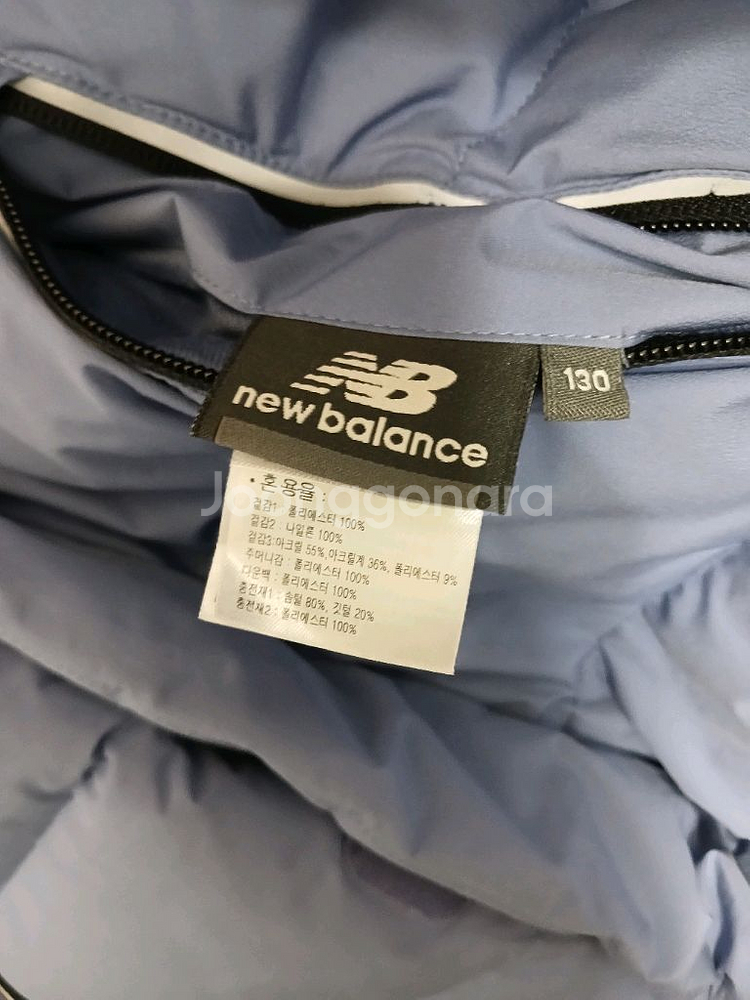 NB
new balance
130
Joonggonara
• 혼용율 :
겉감1 : 폴리에스터 100%
겉감2 : 나일론 100%
겉감3:아크릴 55%,아크릴계 36%, 폴리에스터 9%
주머니감 : 폴리에스터 100%
다운백 : 폴리에스터 100%
충전재1 : 솜털 80%, 깃털 20%
충전재2 : 폴리에스터 100%